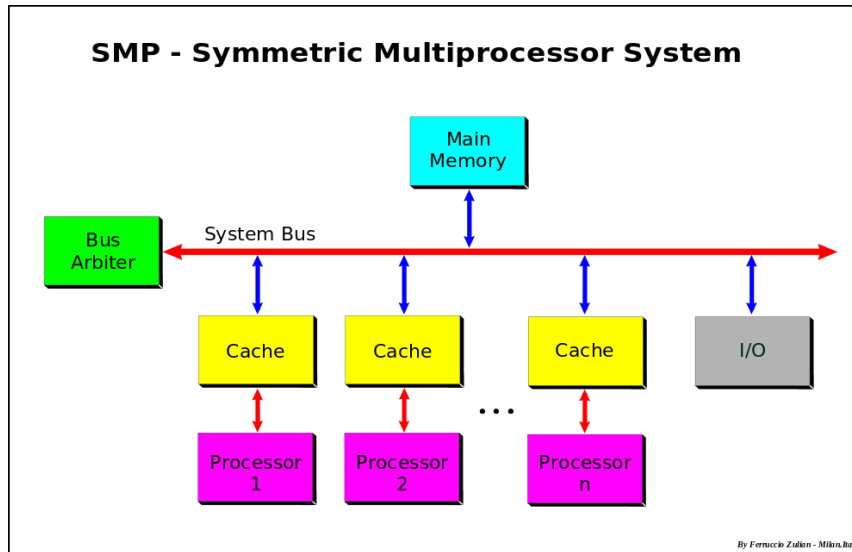 SMP - Symmetric Multiprocessor System
Main
Memory
Bus
Arbiter
System Bus
Cache
Cache
Cache
I/O
...
Processor
1
Processor
2
Processor
n
By Ferruccio Zulian - Milan.Ita